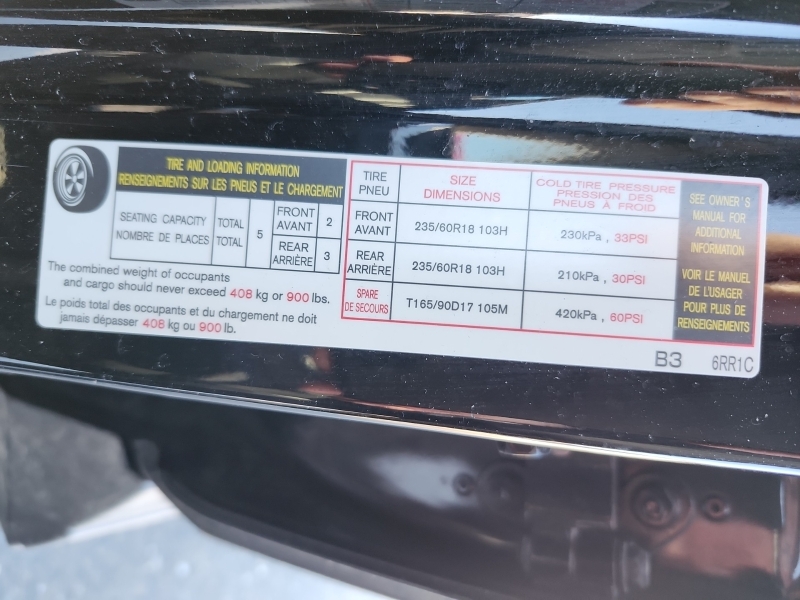 TIRE AND LOADING INFORMATION
RENSEIGNEMENTS SUR LES PNEUS ET LE CHARGEMENT
SEATING CAPACITY
NOMBRE DE PLACES
TOTAL
TOTAL
5
FRONT
AVANT
2
REAR
ARRIÈRE
3
The combined weight of occupants
and cargo should never exceed 408 kg or 900 lbs.
Le poids total des occupants et du chargement ne doit
jamais dépasser 408 kg ou 900 lb.
TIRE
PNEU
SIZE
DIMENSIONS
COLD TIRE PRESSURE
PRESSION DES
PNEUS À FROID
FRONT
AVANT
235/60R18 103H
230kPa , 33PSI
REAR
ARRIÈRE
235/60R18 103H
210kPa , 30PSI
SPARE
DE SECOURS
T165/90D17 105M
420kPa , 60PSI
SEE OWNER'S
MANUAL FOR
ADDITIONAL
INFORMATION
VOIR LE MANUEL
DE L'USAGER
POUR PLUS DE
RENSEIGNEMENTS
B3 6RR1C